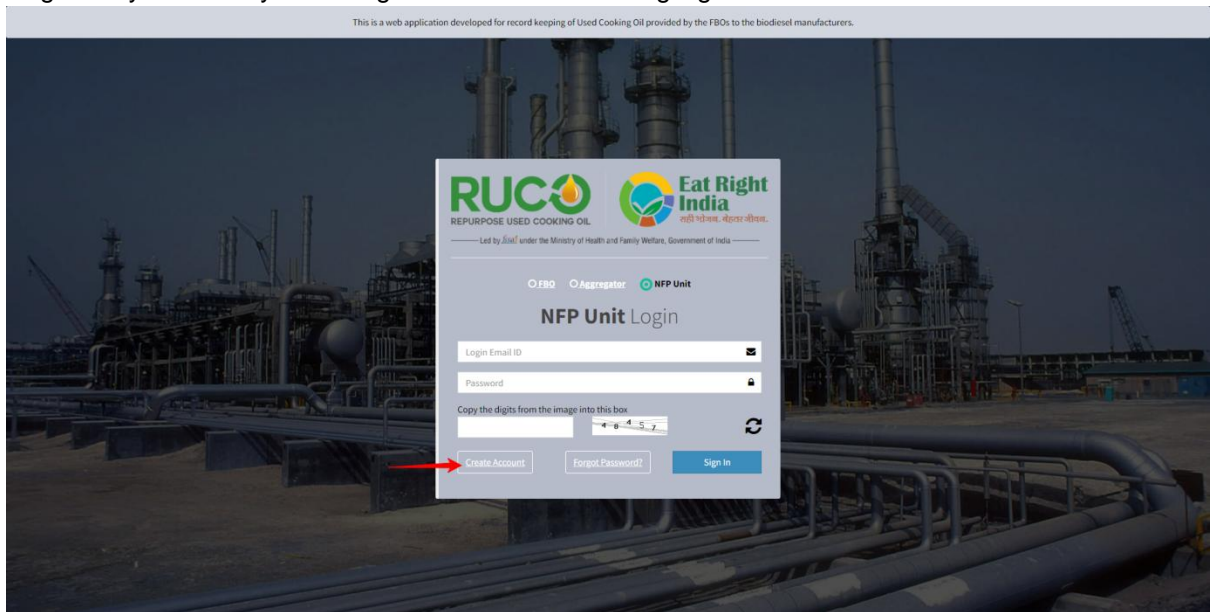 This is a web application developed for record keeping of Used Cooking Oil provided by the FBOs to the biodiesel manufacturers.
RUCO
REPURPOSE USED COOKING OIL
Eat Right
India
सही भोजन. बेहतर जीवन.
Led by fssai under the Ministry of Health and Family Welfare, Government of India
FBO Aggregator NFP Unit
NFP Unit Login
Login Email ID
Password
Copy the digits from the image into this box
Create Account Forgot Password? Sign In